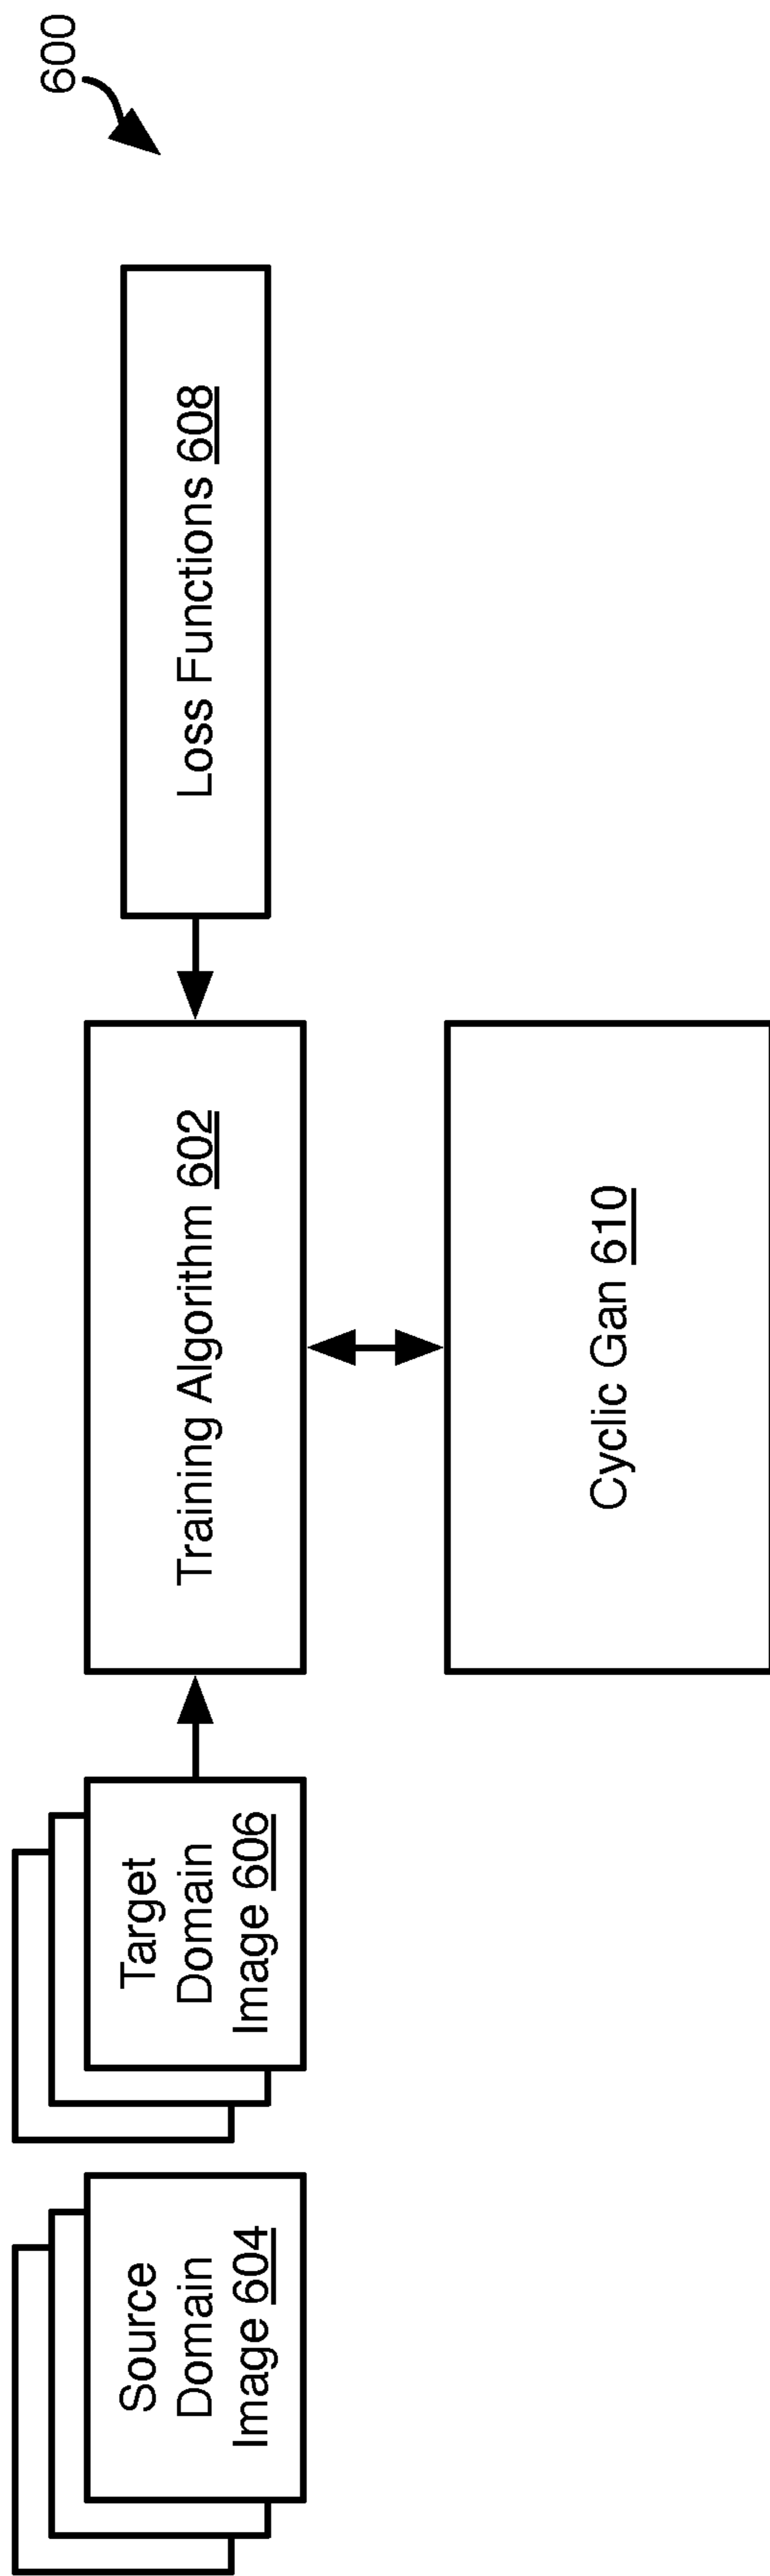 600
Source
Domain
Image 604
Target
Domain
Image 606
Training Algorithm 602
Loss Functions 608
Cyclic Gan 610